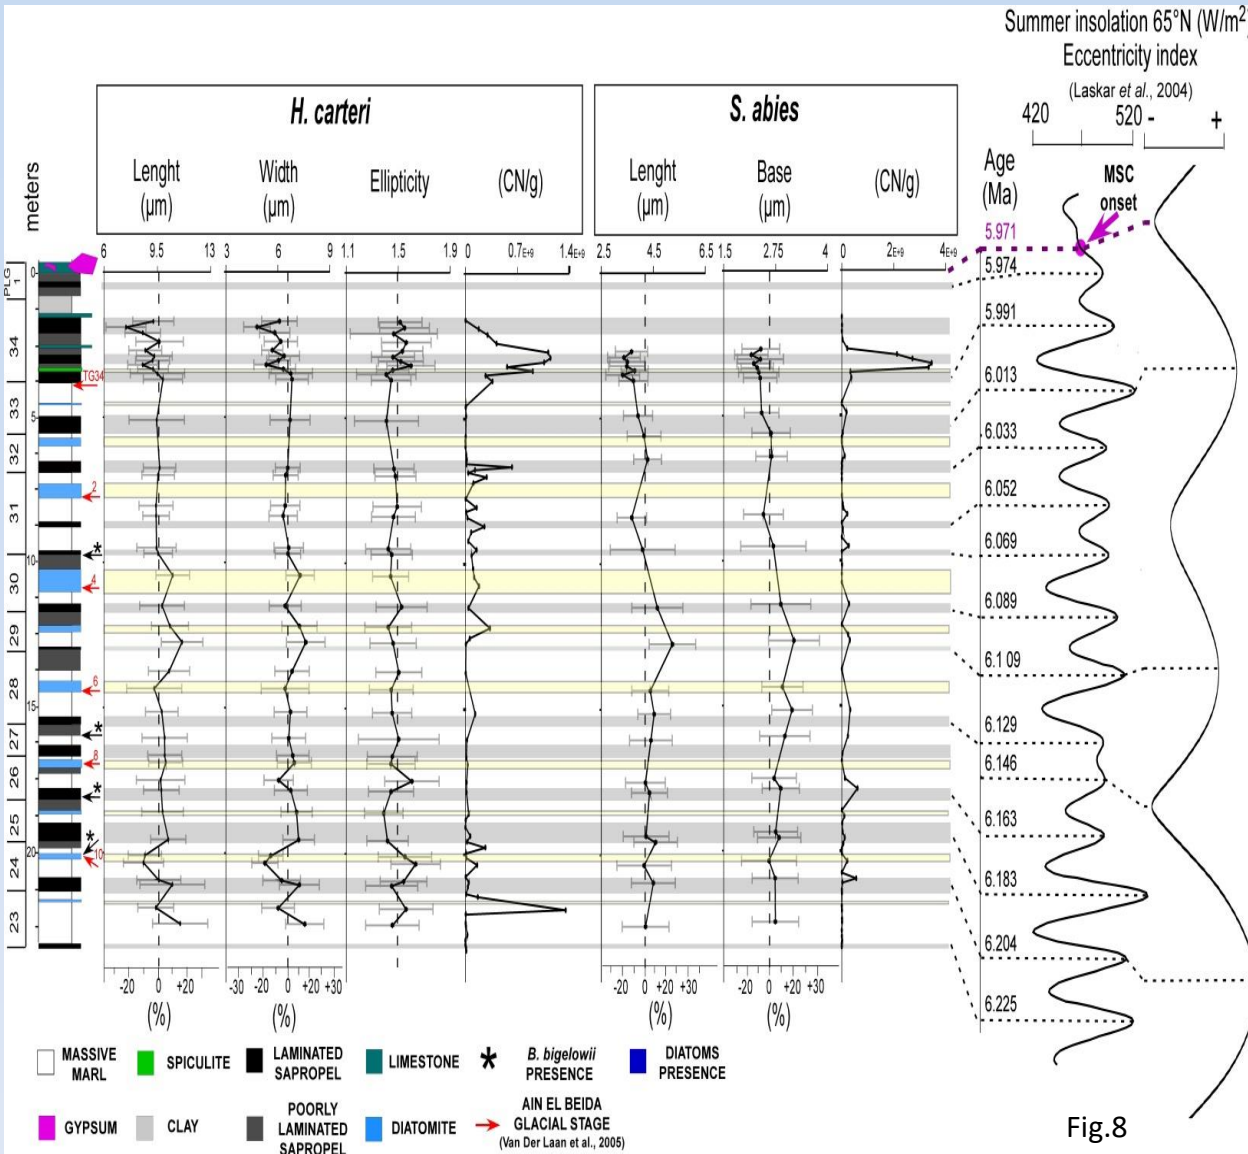 Summer insolation 65°N (W/m²)
Eccentricity index
(Laskar et al., 2004)
420 520 - +
H. carteri
S. abies
meters
Lenght
(µm)
Width
(µm)
Ellipticity
(CN/g)
Lenght
(µm)
Base
(µm)
(CN/g)
Age
(Ma)
MSC
onset
6 9.5 13 3 6 9 1.1 1.5 1.9 0 0.7E+9 1.4E+9 2.5 4.5 6.5 1.5 2.75 4 0 2E+9 4E+9
5.971
5.974
5.991
6.013
6.033
6.052
6.069
6.089
6.109
6.129
6.146
6.163
6.183
6.204
6.225
PLG 1
34
33
32
31
30
29
28
27
26
25
24
23
0
5
10
15
20
TG34
2
*
4
6
*
8
*
*
10
-20 0 +20 -30 -20 0 +20 +30 -20 0 +20 -20 0 +20 +30
(%) (%) (%) (%)
MASSIVE
MARL
SPICULITE
LAMINATED
SAPROPEL
LIMESTONE
* B. bigelowii
PRESENCE
DIATOMS
PRESENCE
GYPSUM
CLAY
POORLY
LAMINATED
SAPROPEL
DIATOMITE
AIN EL BEIDA
GLACIAL STAGE
(Van Der Laan et al., 2005)
Fig.8